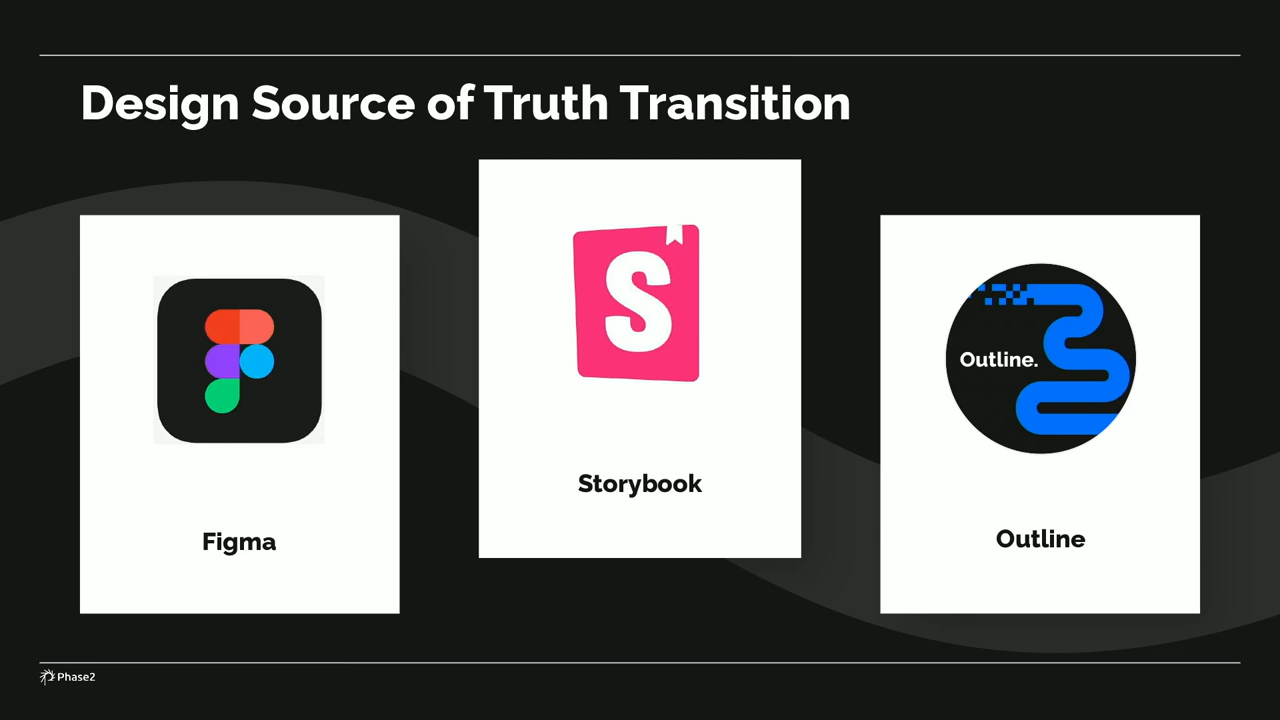 Design Source of Truth Transition
S
Storybook
Outline.
Figma
Outline
Phase2